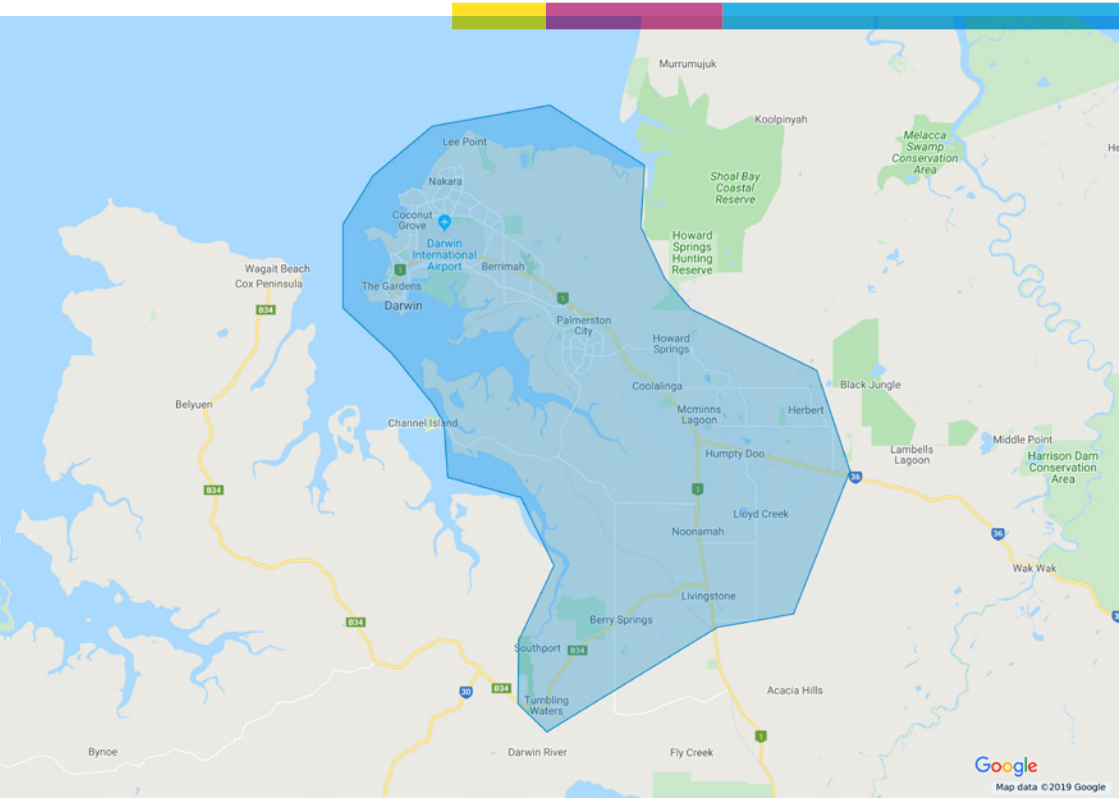 Murrumujuk
Koolpinyah
Melacca
Swamp
Conservation
Area
He
Lee Point
Nakara
Shoal Bay
Coastal
Reserve
Coconut
Grove
Darwin
International
Airport
Howard
Springs
Hunting
Reserve
Wagait Beach
Cox Peninsula
Berrimah
1
The Gardens
Darwin
1
B34
Palmerston
City
Howard
Springs
Coolalinga
Black Jungle
Belyuen
Mcminns
Lagoon
Herbert
Channel Island
Middle Point
Humpty Doo
Lambells
Lagoon
Harrison Dam
Conservation
Area
36
B34
1
Lloyd Creek
Noonamah
36
Wak Wak
Livingstone
B34
Berry Springs
3
Southport
B34
30
B34
Tumbling
Waters
Acacia Hills
1
Bynoe
Darwin River
Fly Creek
Google
Map data ©2019 Google